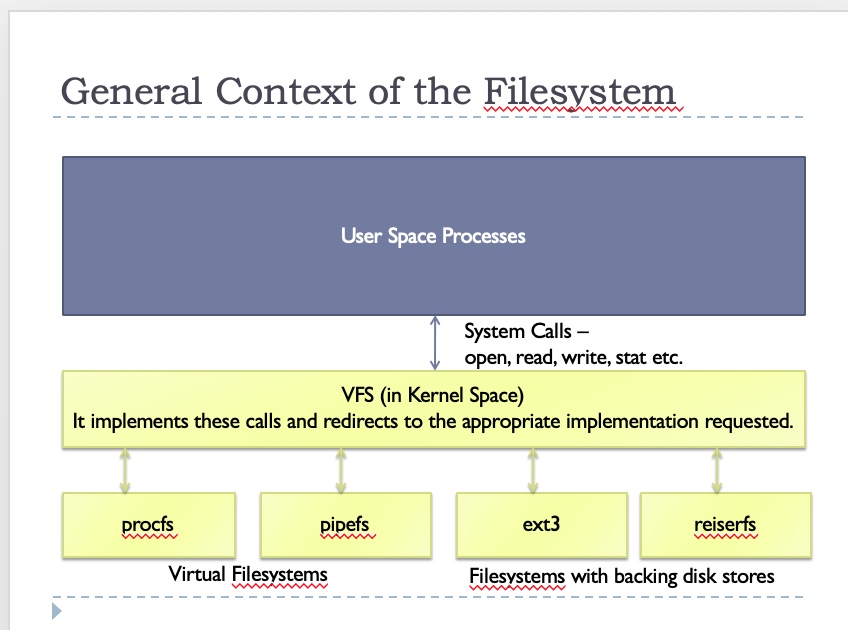 General Context of the Filesystem
User Space Processes
System Calls –
open, read, write, stat etc.
VFS (in Kernel Space)
It implements these calls and redirects to the appropriate implementation requested.
procfs
pipefs
ext3
reiserfs
Virtual Filesystems
Filesystems with backing disk stores